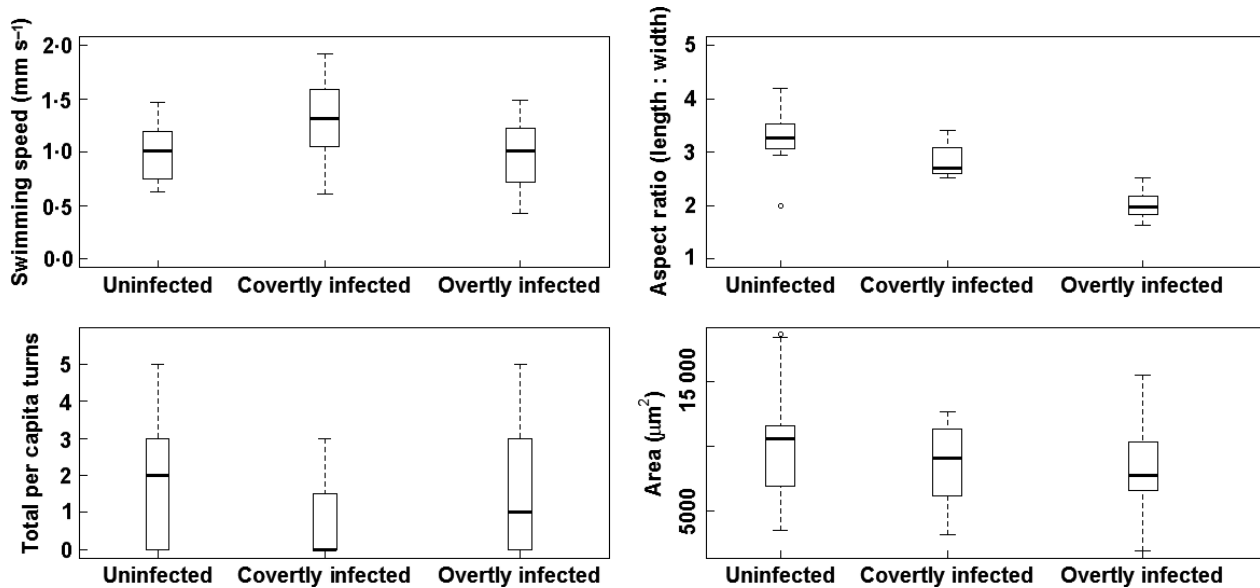 Swimming speed (mm s⁻¹)
2·0
1·5
1·0
0·5
0·0
Uninfected Covertly infected Overtly infected
Aspect ratio (length : width)
5
4
3
2
1
Uninfected Covertly infected Overtly infected
Total per capita turns
5
4
3
2
1
0
Uninfected Covertly infected Overtly infected
Area (μm²)
15 000
5000
Uninfected Covertly infected Overtly infected